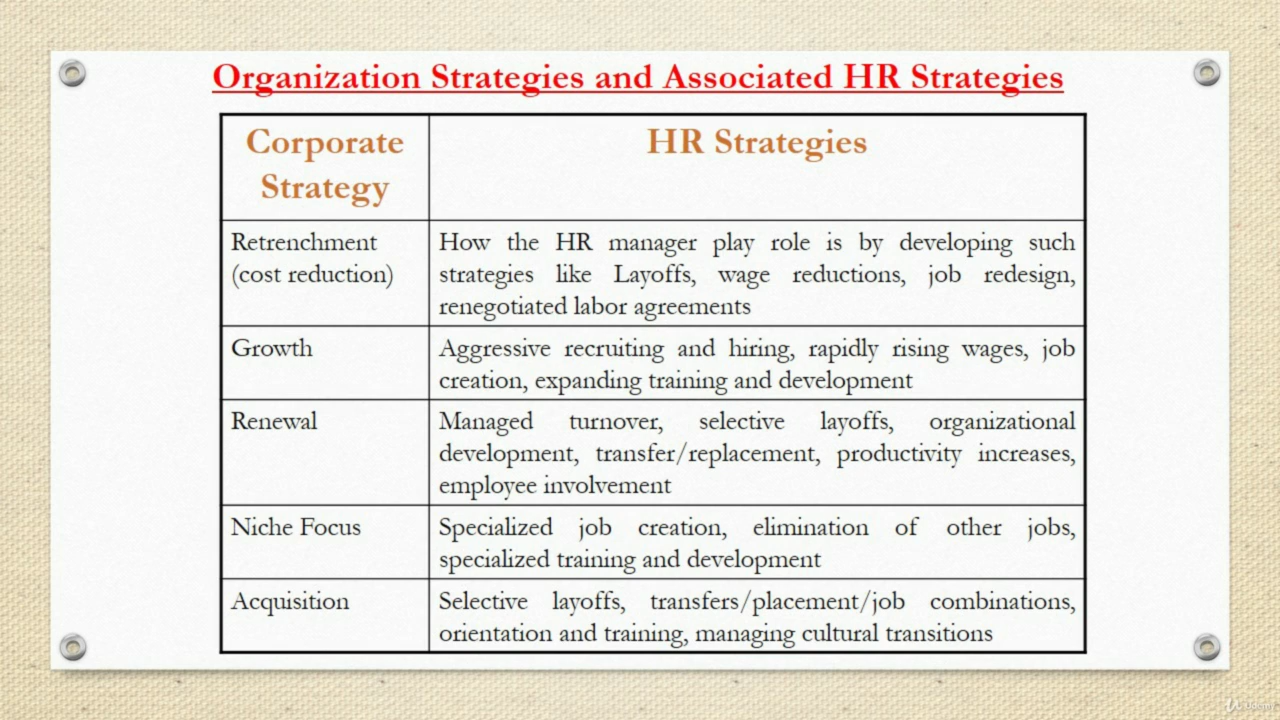 Organization Strategies and Associated HR Strategies
Corporate
Strategy
HR Strategies
Retrenchment
(cost reduction)
How the HR manager play role is by developing such
strategies like Layoffs, wage reductions, job redesign,
renegotiated labor agreements
Growth
Aggressive recruiting and hiring, rapidly rising wages, job
creation, expanding training and development
Renewal
Managed turnover, selective layoffs, organizational
development, transfer/replacement, productivity increases,
employee involvement
Niche Focus
Specialized job creation, elimination of other jobs,
specialized training and development
Acquisition
Selective layoffs, transfers/placement/job combinations,
orientation and training, managing cultural transitions